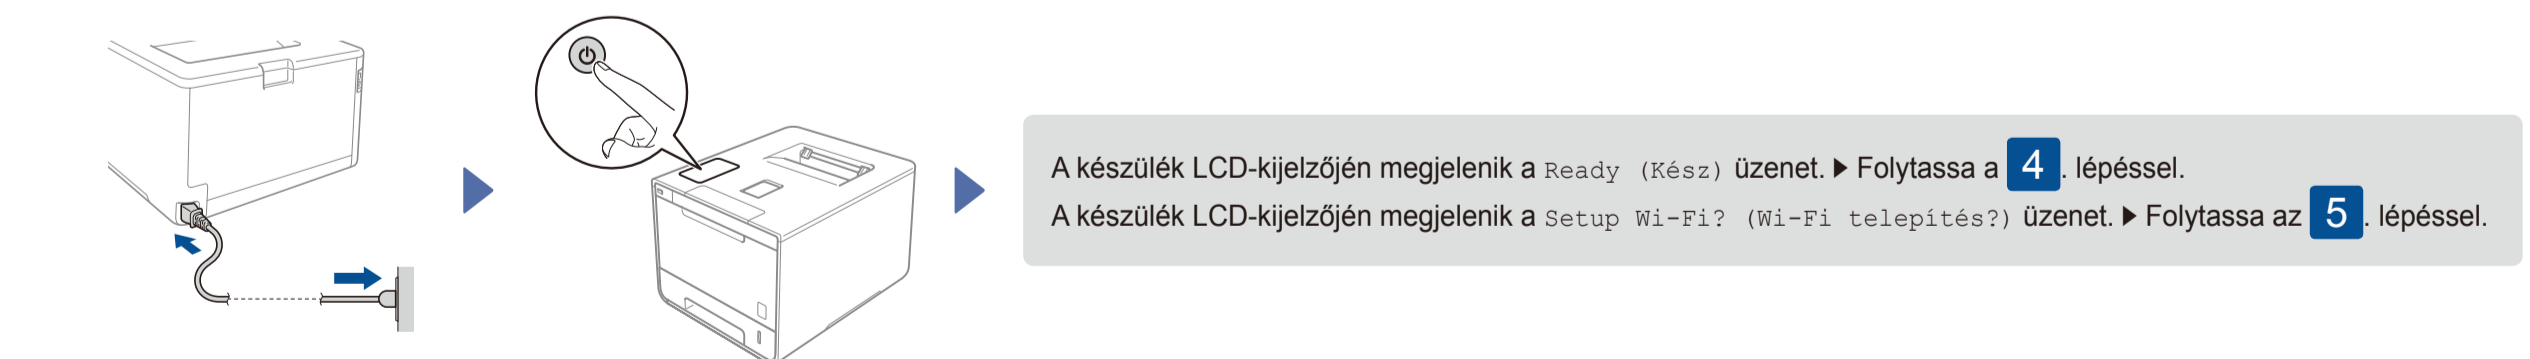 A készülék LCD-kijelzőjén megjelenik a Ready (Kész) üzenet. ▶ Folytassa a 4. lépéssel.
A készülék LCD-kijelzőjén megjelenik a Setup Wi-Fi? (Wi-Fi telepítés?) üzenet. ▶ Folytassa az 5. lépéssel.